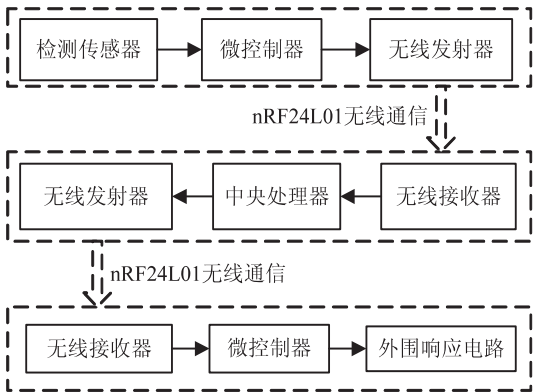 检测传感器
微控制器
无线发射器
nRF24L01无线通信
无线发射器
中央处理器
无线接收器
nRF24L01无线通信
无线接收器
微控制器
外围响应电路